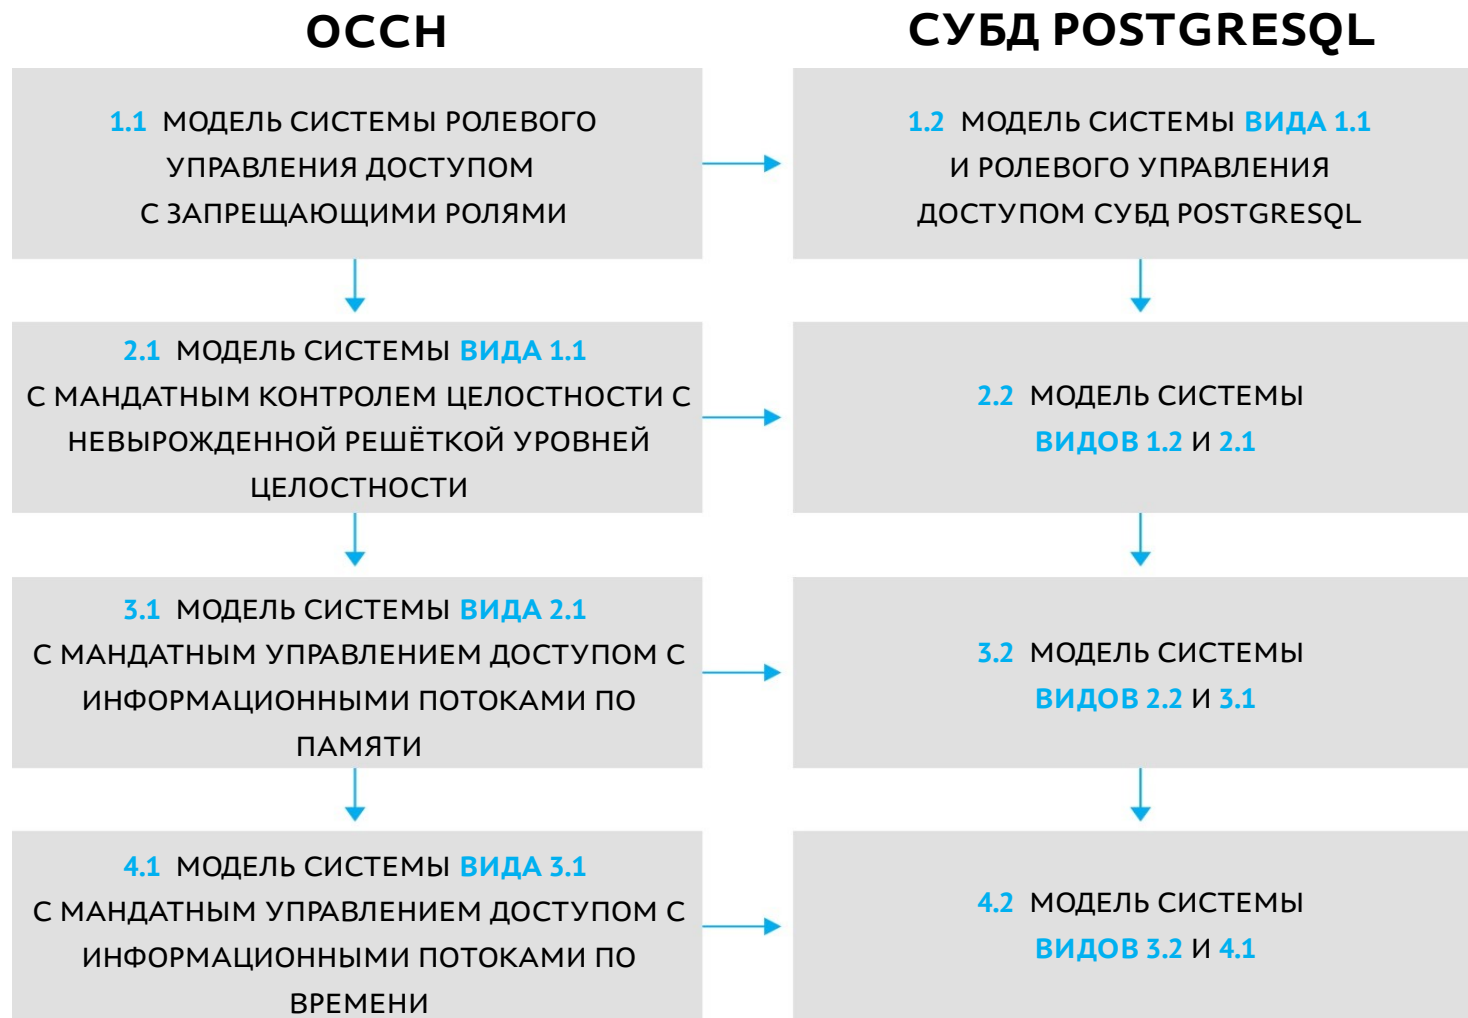 ОССН
СУБД POSTGRESQL
1.1 МОДЕЛЬ СИСТЕМЫ РОЛЕВОГО
УПРАВЛЕНИЯ ДОСТУПОМ
С ЗАПРЕЩАЮЩИМИ РОЛЯМИ
1.2 МОДЕЛЬ СИСТЕМЫ ВИДА 1.1
И РОЛЕВОГО УПРАВЛЕНИЯ
ДОСТУПОМ СУБД POSTGRESQL
2.1 МОДЕЛЬ СИСТЕМЫ ВИДА 1.1
С МАНДАТНЫМ КОНТРОЛЕМ ЦЕЛОСТНОСТИ С
НЕВЫРОЖДЕННОЙ РЕШЁТКОЙ УРОВНЕЙ
ЦЕЛОСТНОСТИ
2.2 МОДЕЛЬ СИСТЕМЫ
ВИДОВ 1.2 И 2.1
3.1 МОДЕЛЬ СИСТЕМЫ ВИДА 2.1
С МАНДАТНЫМ УПРАВЛЕНИЕМ ДОСТУПОМ С
ИНФОРМАЦИОННЫМИ ПОТОКАМИ ПО
ПАМЯТИ
3.2 МОДЕЛЬ СИСТЕМЫ
ВИДОВ 2.2 И 3.1
4.1 МОДЕЛЬ СИСТЕМЫ ВИДА 3.1
С МАНДАТНЫМ УПРАВЛЕНИЕМ ДОСТУПОМ С
ИНФОРМАЦИОННЫМИ ПОТОКАМИ ПО
ВРЕМЕНИ
4.2 МОДЕЛЬ СИСТЕМЫ
ВИДОВ 3.2 И 4.1